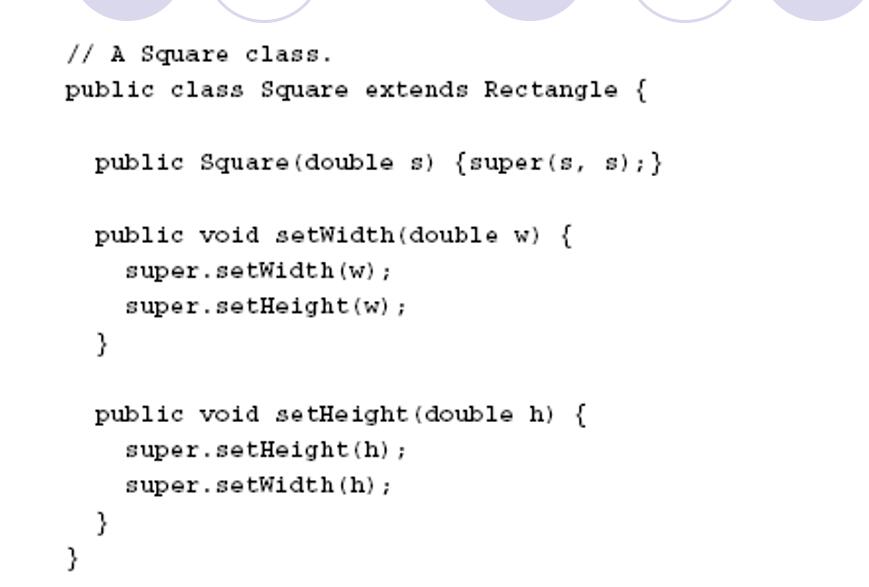 // A Square class.
public class Square extends Rectangle {
public Square(double s) {super(s, s);}
public void setWidth(double w) {
super.setWidth(w);
super.setHeight(w);
}
public void setHeight(double h) {
super.setHeight(h);
super.setWidth(h);
}
}